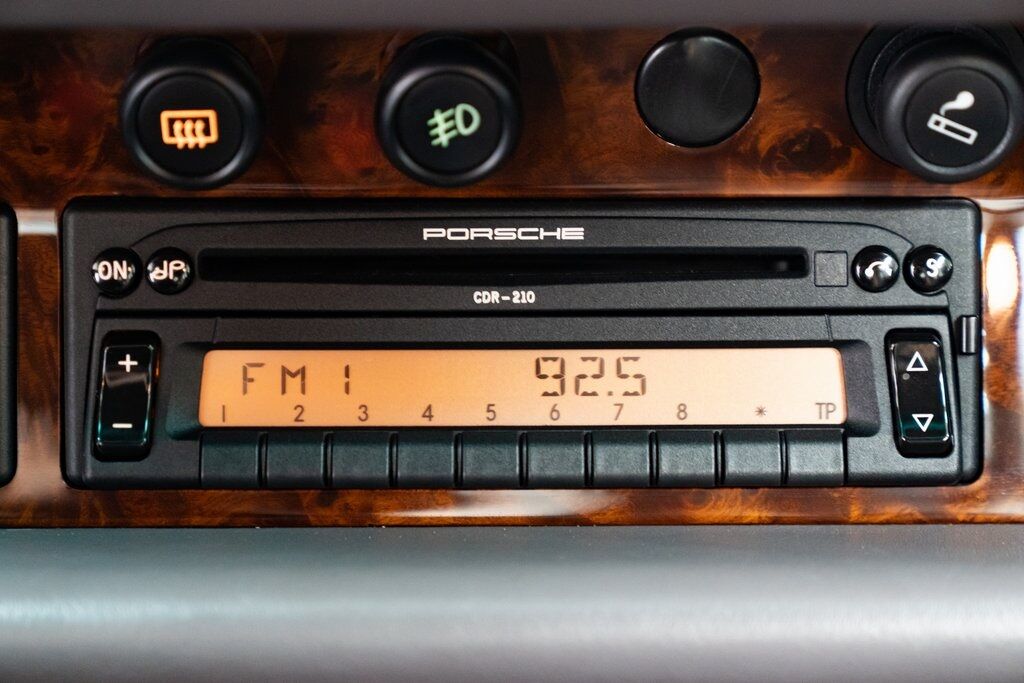 PORSCHE
ON
S
CDR-210
+
FM1 92.5
1 2 3 4 5 6 7 8 * TP
−